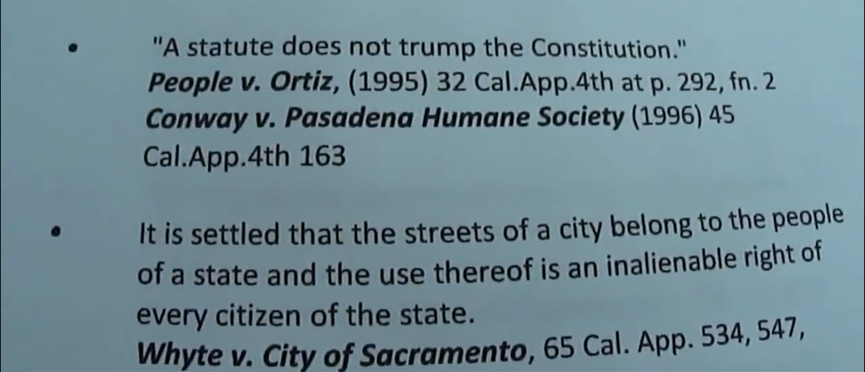 • "A statute does not trump the Constitution."
People v. Ortiz, (1995) 32 Cal.App.4th at p. 292, fn. 2
Conway v. Pasadena Humane Society (1996) 45
Cal.App.4th 163
• It is settled that the streets of a city belong to the people
of a state and the use thereof is an inalienable right of
every citizen of the state.
Whyte v. City of Sacramento, 65 Cal. App. 534, 547,